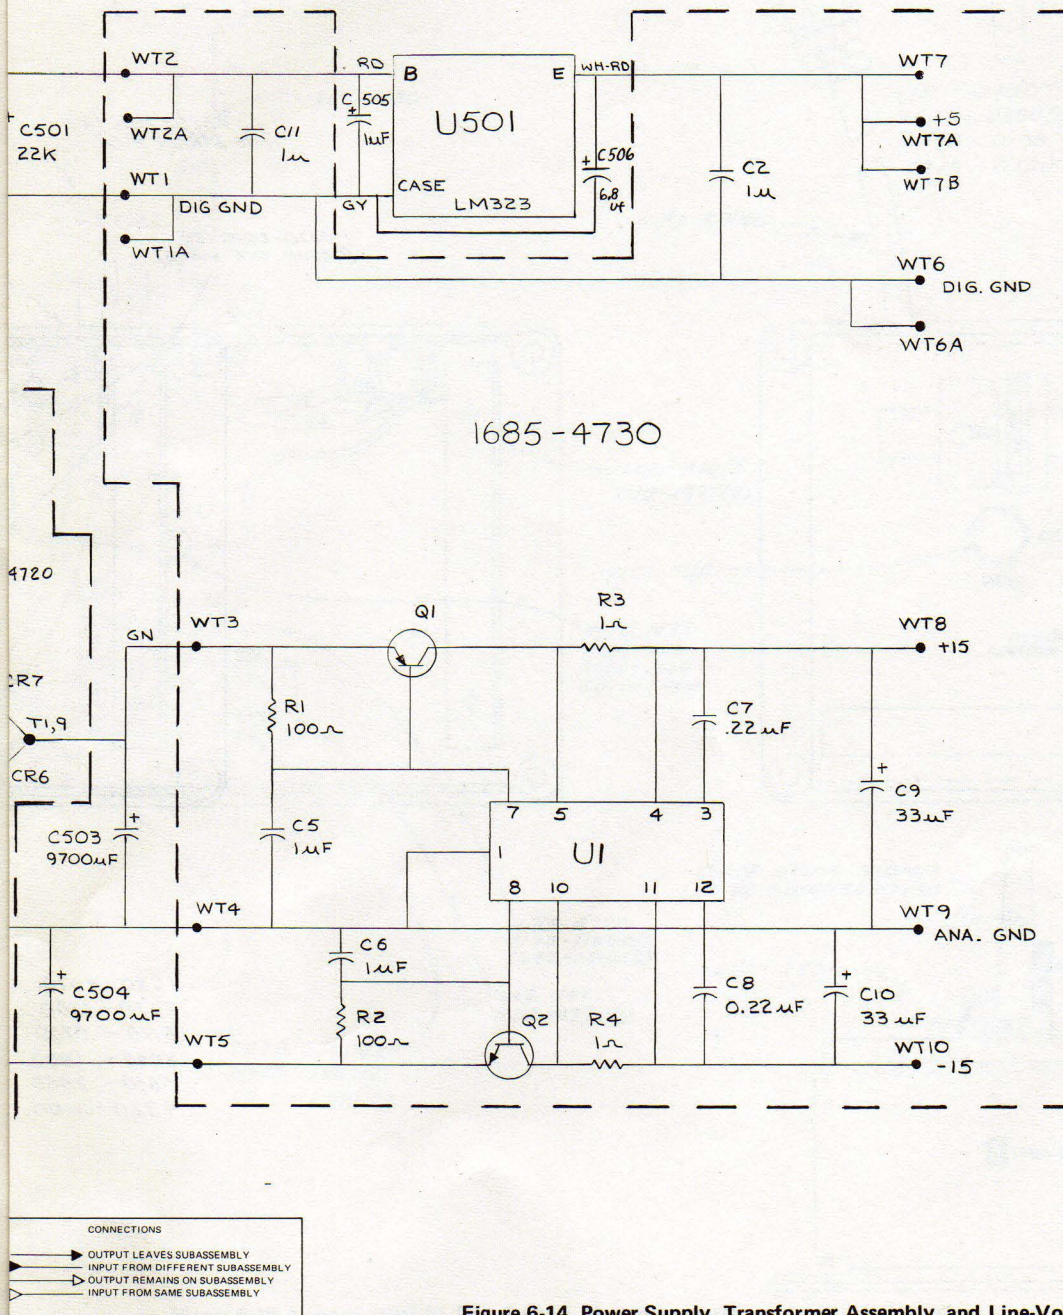 WT2
RD
B
E
WH-RD
WT7
C501
22K
WT2A
C11
1u
C 505
1uF
U501
C506
6.8
uf
C2
1u
+5
WT7A
WT7B
WT1
DIG GND
GY
CASE
LM323
WT1A
WT6
DIG. GND
WT6A
1685-4730
4720
GN
WT3
Q1
R3
1Ω
WT8
+15
CR7
T1,9
R1
100Ω
C7
.22uF
CR6
C503
9700uF
C5
1uF
7 5 4 3
1
U1
8 10 11 12
C9
33uF
WT4
WT9
ANA. GND
C6
1uF
C504
9700uF
C8
0.22uF
C10
33uF
R2
100Ω
WT5
Q2
R4
1Ω
WT10
-15
CONNECTIONS
OUTPUT LEAVES SUBASSEMBLY
INPUT FROM DIFFERENT SUBASSEMBLY
OUTPUT REMAINS ON SUBASSEMBLY
INPUT FROM SAME SUBASSEMBLY
Figure 6-14. Power Supply, Transformer Assembly, and Line-Vo